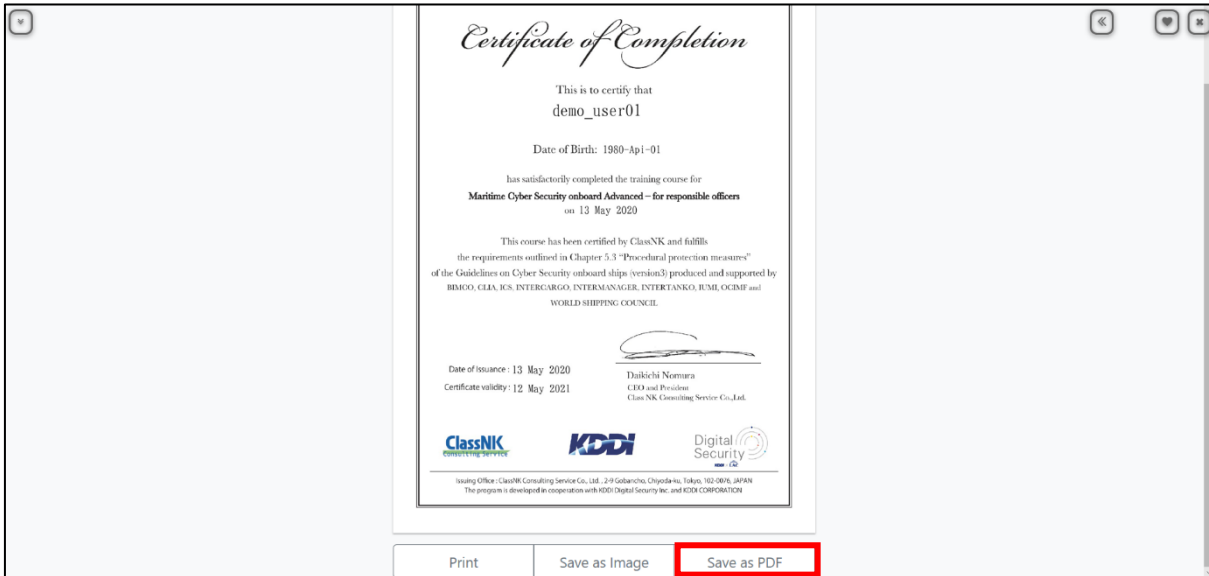 Certificate of Completion
This is to certify that
demo_user01
Date of Birth: 1980-Api-01
has satisfactorily completed the training course for
Maritime Cyber Security onboard Advanced – for responsible officers
on 13 May 2020
This course has been certified by ClassNK and fulfills
the requirements outlined in Chapter 5.3 “Procedural protection measures”
of the Guidelines on Cyber Security onboard ships (version3) produced and supported by
BIMCO, CLIA, ICS, INTERCARGO, INTERMANAGER, INTERTANKO, IUMI, OCIMF and
WORLD SHIPPING COUNCIL
Date of Issuance : 13 May 2020
Certificate validity : 12 May 2021
Daikichi Nomura
CEO and President
Class NK Consulting Service Co.,Ltd.
ClassNK
Consulting Service
KDDI
Digital
Security
Issuing Office : ClassNK Consulting Service Co., Ltd. , 2-9 Gobancho, Chiyoda-ku, Tokyo, 102-0076, JAPAN
The program is developed in cooperation with KDDI Digital Security Inc. and KDDI CORPORATION
Print
Save as Image
Save as PDF